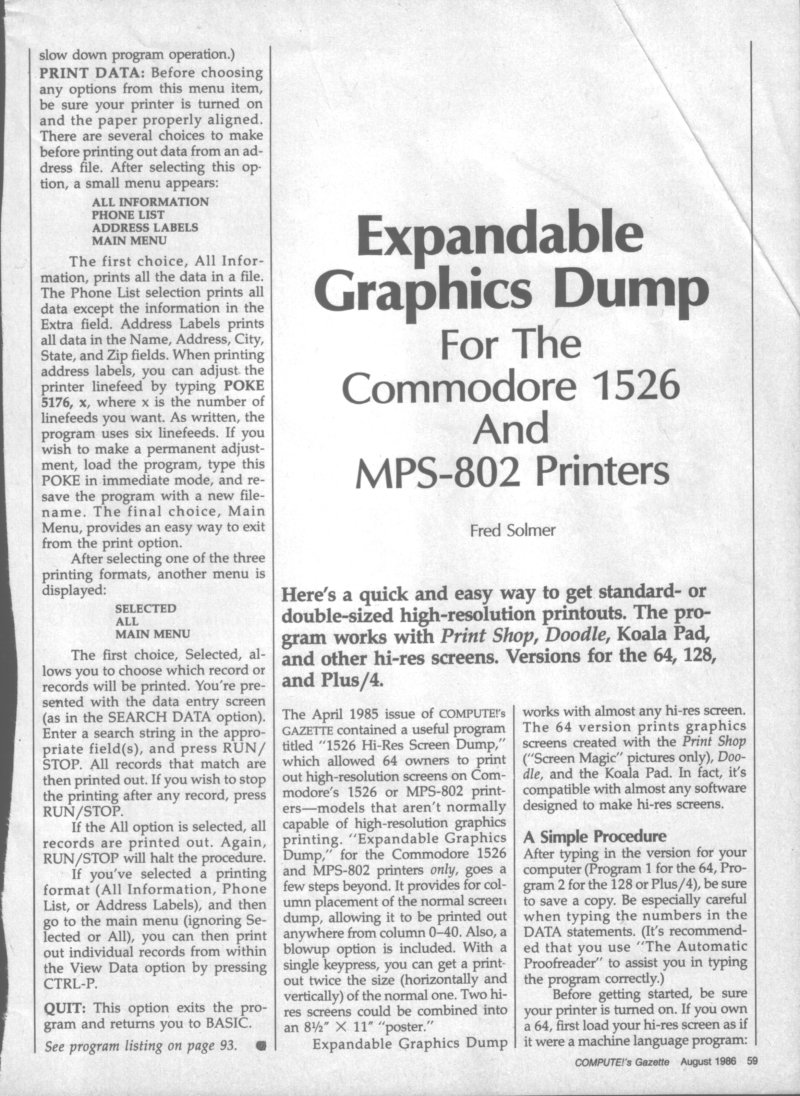 slow down program operation.)
PRINT DATA: Before choosing
any options from this menu item,
be sure your printer is turned on
and the paper properly aligned.
There are several choices to make
before printing out data from an ad-
dress file. After selecting this op-
tion, a small menu appears:
ALL INFORMATION
PHONE LIST
ADDRESS LABELS
MAIN MENU
The first choice, All Infor-
mation, prints all the data in a file.
The Phone List selection prints all
data except the information in the
Extra field. Address Labels prints
all data in the Name, Address, City,
State, and Zip fields. When printing
address labels, you can adjust the
printer linefeed by typing POKE
5176, x, where x is the number of
linefeeds you want. As written, the
program uses six linefeeds. If you
wish to make a permanent adjust-
ment, load the program, type this
POKE in immediate mode, and re-
save the program with a new file-
name. The final choice, Main
Menu, provides an easy way to exit
from the print option.
After selecting one of the three
printing formats, another menu is
displayed:
SELECTED
ALL
MAIN MENU
The first choice, Selected, al-
lows you to choose which record or
records will be printed. You're pre-
sented with the data entry screen
(as in the SEARCH DATA option).
Enter a search string in the appro-
priate field(s), and press RUN/
STOP. All records that match are
then printed out. If you wish to stop
the printing after any record, press
RUN/STOP.
If the All option is selected, all
records are printed out. Again,
RUN/STOP will halt the procedure.
If you've selected a printing
format (All Information, Phone
List, or Address Labels), and then
go to the main menu (ignoring Se-
lected or All), you can then print
out individual records from within
the View Data option by pressing
CTRL-P.
QUIT: This option exits the pro-
gram and returns you to BASIC.
See program listing on page 93.
Expandable
Graphics Dump
For The
Commodore 1526
And
MPS-802 Printers
Fred Solmer
Here's a quick and easy way to get standard- or
double-sized high-resolution printouts. The pro-
gram works with Print Shop, Doodle, Koala Pad,
and other hi-res screens. Versions for the 64, 128,
and Plus/4.
The April 1985 issue of COMPUTE!'s
GAZETTE contained a useful program
titled "1526 Hi-Res Screen Dump,"
which allowed 64 owners to print
out high-resolution screens on Com-
modore's 1526 or MPS-802 print-
ers—models that aren't normally
capable of high-resolution graphics
printing. "Expandable Graphics
Dump," for the Commodore 1526
and MPS-802 printers only, goes a
few steps beyond. It provides for col-
umn placement of the normal screen
dump, allowing it to be printed out
anywhere from column 0–40. Also, a
blowup option is included. With a
single keypress, you can get a print-
out twice the size (horizontally and
vertically) of the normal one. Two hi-
res screens could be combined into
an 8½" × 11" "poster."
Expandable Graphics Dump
works with almost any hi-res screen.
The 64 version prints graphics
screens created with the Print Shop
("Screen Magic" pictures only), Doo-
dle, and the Koala Pad. In fact, it's
compatible with almost any software
designed to make hi-res screens.
A Simple Procedure
After typing in the version for your
computer (Program 1 for the 64, Pro-
gram 2 for the 128 or Plus/4), be sure
to save a copy. Be especially careful
when typing the numbers in the
DATA statements. (It's recommend-
ed that you use "The Automatic
Proofreader" to assist you in typing
the program correctly.)
Before getting started, be sure
your printer is turned on. If you own
a 64, first load your hi-res screen as if
it were a machine language program:
COMPUTE!'s Gazette August 1986 59